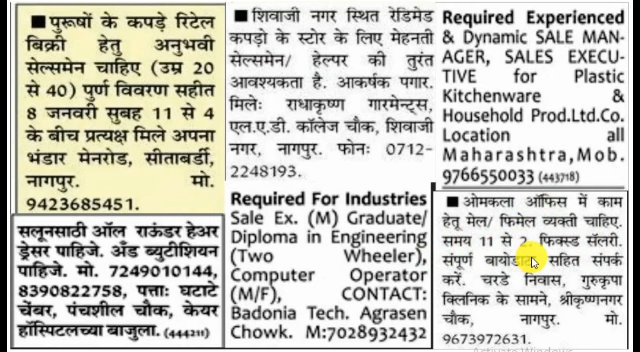 ■ पुरूषों के कपड़े रिटेल
बिक्री हेतु अनुभवी
सेल्समेन चाहिए (उम्र 20
से 40) पुर्ण विवरण सहीत
8 जनवरी सुबह 11 से 4
के बीच प्रत्यक्ष मिले अपना
भंडार मेनरोड, सीताबर्डी,
नागपुर. मो.
9423685451.
सलूनसाठी ऑल राऊंडर हेअर
ड्रेसर पाहिजे. अँड ब्युटीशियन
पाहिजे. मो. 7249010144,
8390822758, पत्ता: घटाटे
चेंबर, पंचशील चौक, केयर
हॉस्पिटलच्या बाजुला. (444211)
■ शिवाजी नगर स्थित रेडिमेड
कपड़ो के स्टोर के लिए मेहनती
सेल्समेन/ हेल्पर की तुरंत
आवश्यकता है. आकर्षक पगार.
मिलेः राधाकृष्ण गारमेन्ट्स,
एल.ए.डी. कॉलेज चौक, शिवाजी
नगर, नागपुर. फोनः 0712-
2248193.
Required For Industries
Sale Ex. (M) Graduate/
Diploma in Engineering
(Two Wheeler),
Computer Operator
(M/F), CONTACT:
Badonia Tech. Agrasen
Chowk. M:7028932432
Required Experienced
& Dynamic SALE MAN-
AGER, SALES EXECU-
TIVE for Plastic
Kitchenware &
Household Prod.Ltd.Co.
Location all
Maharashtra,Mob.
9766550033 (443718)
■ ओमकला ऑफिस में काम
हेतू मेल/ फिमेल व्यक्ती चाहिए.
समय 11 से 2. फिक्स्ड सॅलरी.
संपूर्ण बायोडाटा सहित संपर्क
करें. चरडे निवास, गुरुकृपा
क्लिनिक के सामने, श्रीकृष्णनगर
चौक, नागपुर. मो.
9673972631.